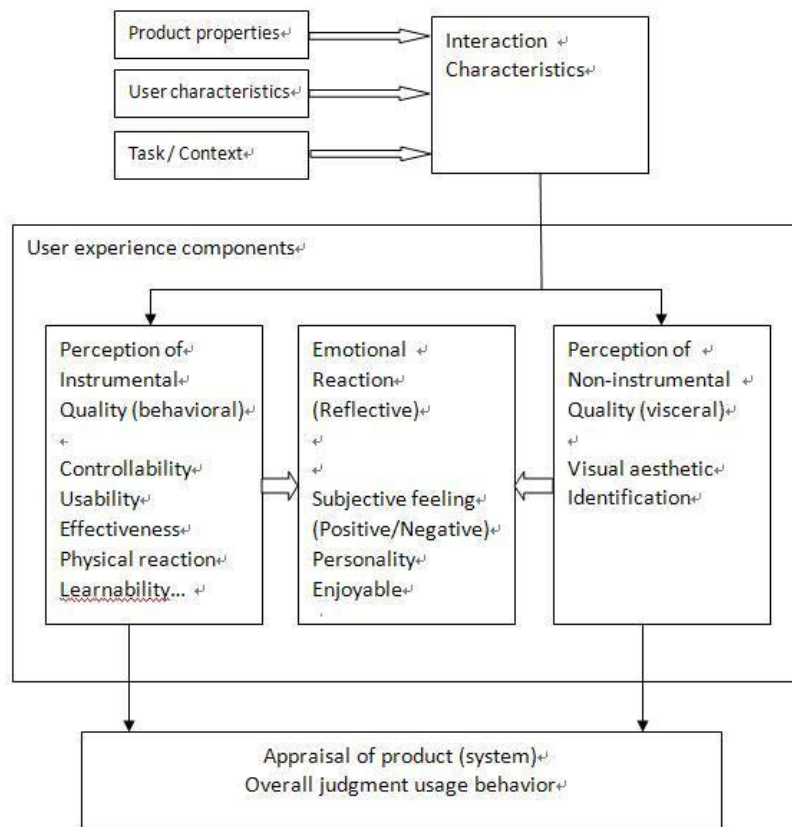 Product properties
User characteristics
Task / Context
Interaction
Characteristics
User experience components
Perception of
Instrumental
Quality (behavioral)
Controllability
Usability
Effectiveness
Physical reaction
Learnability...
Emotional
Reaction
(Reflective)
Subjective feeling
(Positive/Negative)
Personality
Enjoyable
Perception of
Non-instrumental
Quality (visceral)
Visual aesthetic
Identification
Appraisal of product (system)
Overall judgment usage behavior